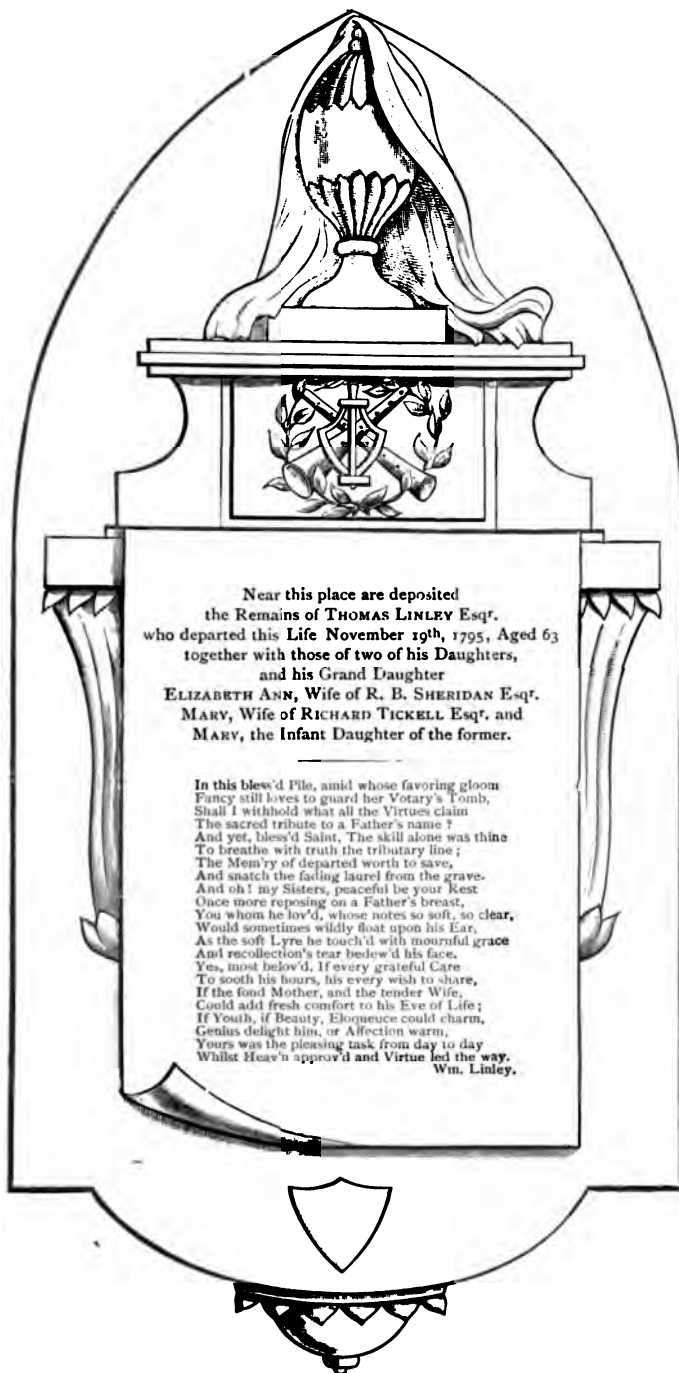 Near this place are deposited
the Remains of THOMAS LINLEY Esqr.
who departed this Life November 19th, 1795, Aged 63
together with those of two of his Daughters,
and his Grand Daughter
ELIZABETH ANN, Wife of R. B. SHERIDAN Esqr.
MARY, Wife of RICHARD TICKELL Esqr. and
MARY, the Infant Daughter of the former.
In this bless'd Pile, amid whose favoring gloom
Fancy still loves to guard her Votary's Tomb,
Shall I withhold what all the Virtues claim
The sacred tribute to a Father's name?
And yet, bless'd Saint, The skill alone was thine
To breathe with truth the tributary line;
The Mem'ry of departed worth to save,
And snatch the fading laurel from the grave.
And oh! my Sisters, peaceful be your Rest
Once more reposing on a Father's breast,
You whom he lov'd, whose notes so soft, so clear,
Would sometimes wildly float upon his Ear,
As the soft Lyre he touch'd with mournful grace
And recollection's tear bedew'd his face.
Yes, most belov'd, If every grateful Care
To sooth his hours, his every wish to share,
If the fond Mother, and the tender Wife,
Could add fresh comfort to his Eve of Life;
If Youth, if Beauty, Eloqueuce could charm,
Genius delight him, or Affection warm,
Yours was the pleasing task from day to day
Whilst Heav'n approv'd and Virtue led the way.
Wm. Linley.